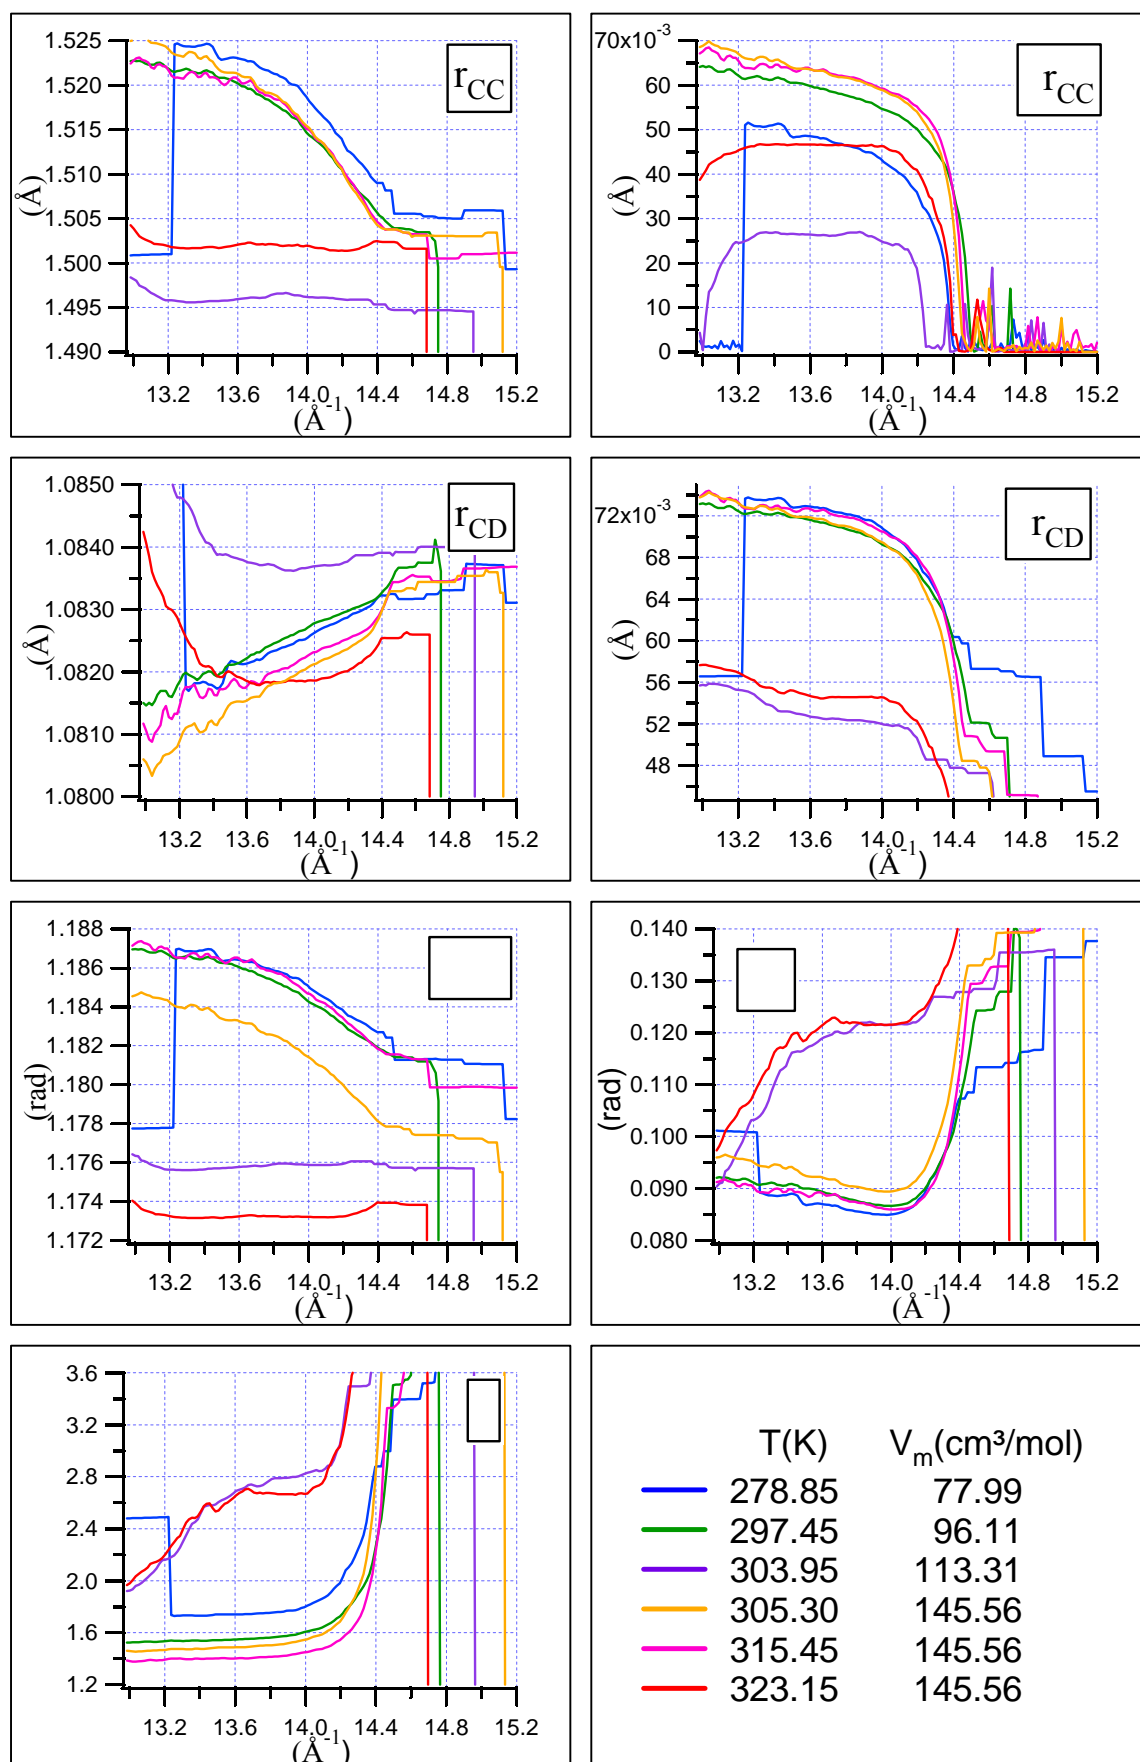 1.525
1.520
1.515
1.510
1.505
1.500
1.495
1.490
(Å)
r_CC
13.2 13.6 14.0 14.4 14.8 15.2
(Å⁻¹)
70x10⁻³
60
50
40
30
20
10
0
(Å)
r_CC
13.2 13.6 14.0 14.4 14.8 15.2
(Å⁻¹)
1.0850
1.0840
1.0830
1.0820
1.0810
1.0800
(Å)
r_CD
13.2 13.6 14.0 14.4 14.8 15.2
(Å⁻¹)
72x10⁻³
68
64
60
56
52
48
(Å)
r_CD
13.2 13.6 14.0 14.4 14.8 15.2
(Å⁻¹)
1.188
1.186
1.184
1.182
1.180
1.178
1.176
1.174
1.172
(rad)
13.2 13.6 14.0 14.4 14.8 15.2
(Å⁻¹)
0.140
0.130
0.120
0.110
0.100
0.090
0.080
(rad)
13.2 13.6 14.0 14.4 14.8 15.2
(Å⁻¹)
3.6
3.2
2.8
2.4
2.0
1.6
1.2
13.2 13.6 14.0 14.4 14.8 15.2
(Å⁻¹)
T(K) V_m(cm³/mol)
278.85 77.99
297.45 96.11
303.95 113.31
305.30 145.56
315.45 145.56
323.15 145.56